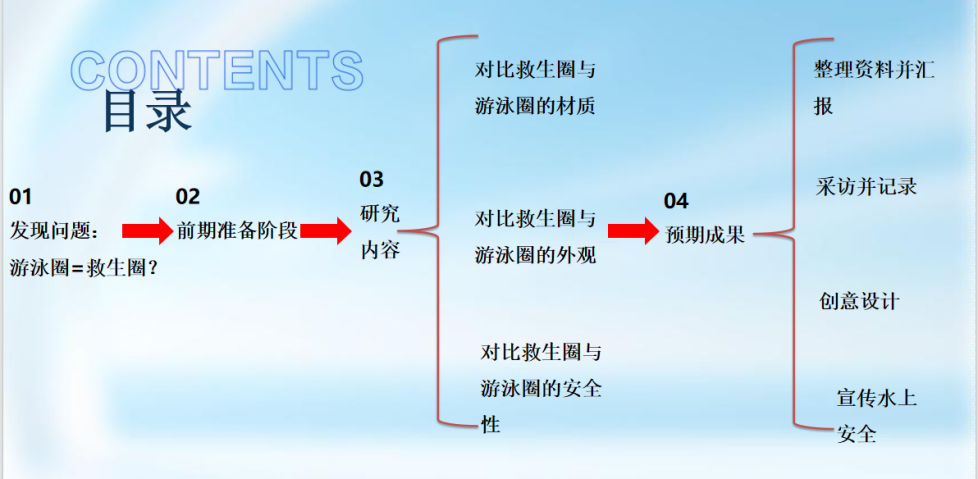 CONTENTS
目录
01
发现问题：
游泳圈=救生圈？
02
前期准备阶段
03
研究
内容
对比救生圈与
游泳圈的材质
对比救生圈与
游泳圈的外观
对比救生圈与
游泳圈的安全
性
04
预期成果
整理资料并汇
报
采访并记录
创意设计
宣传水上
安全